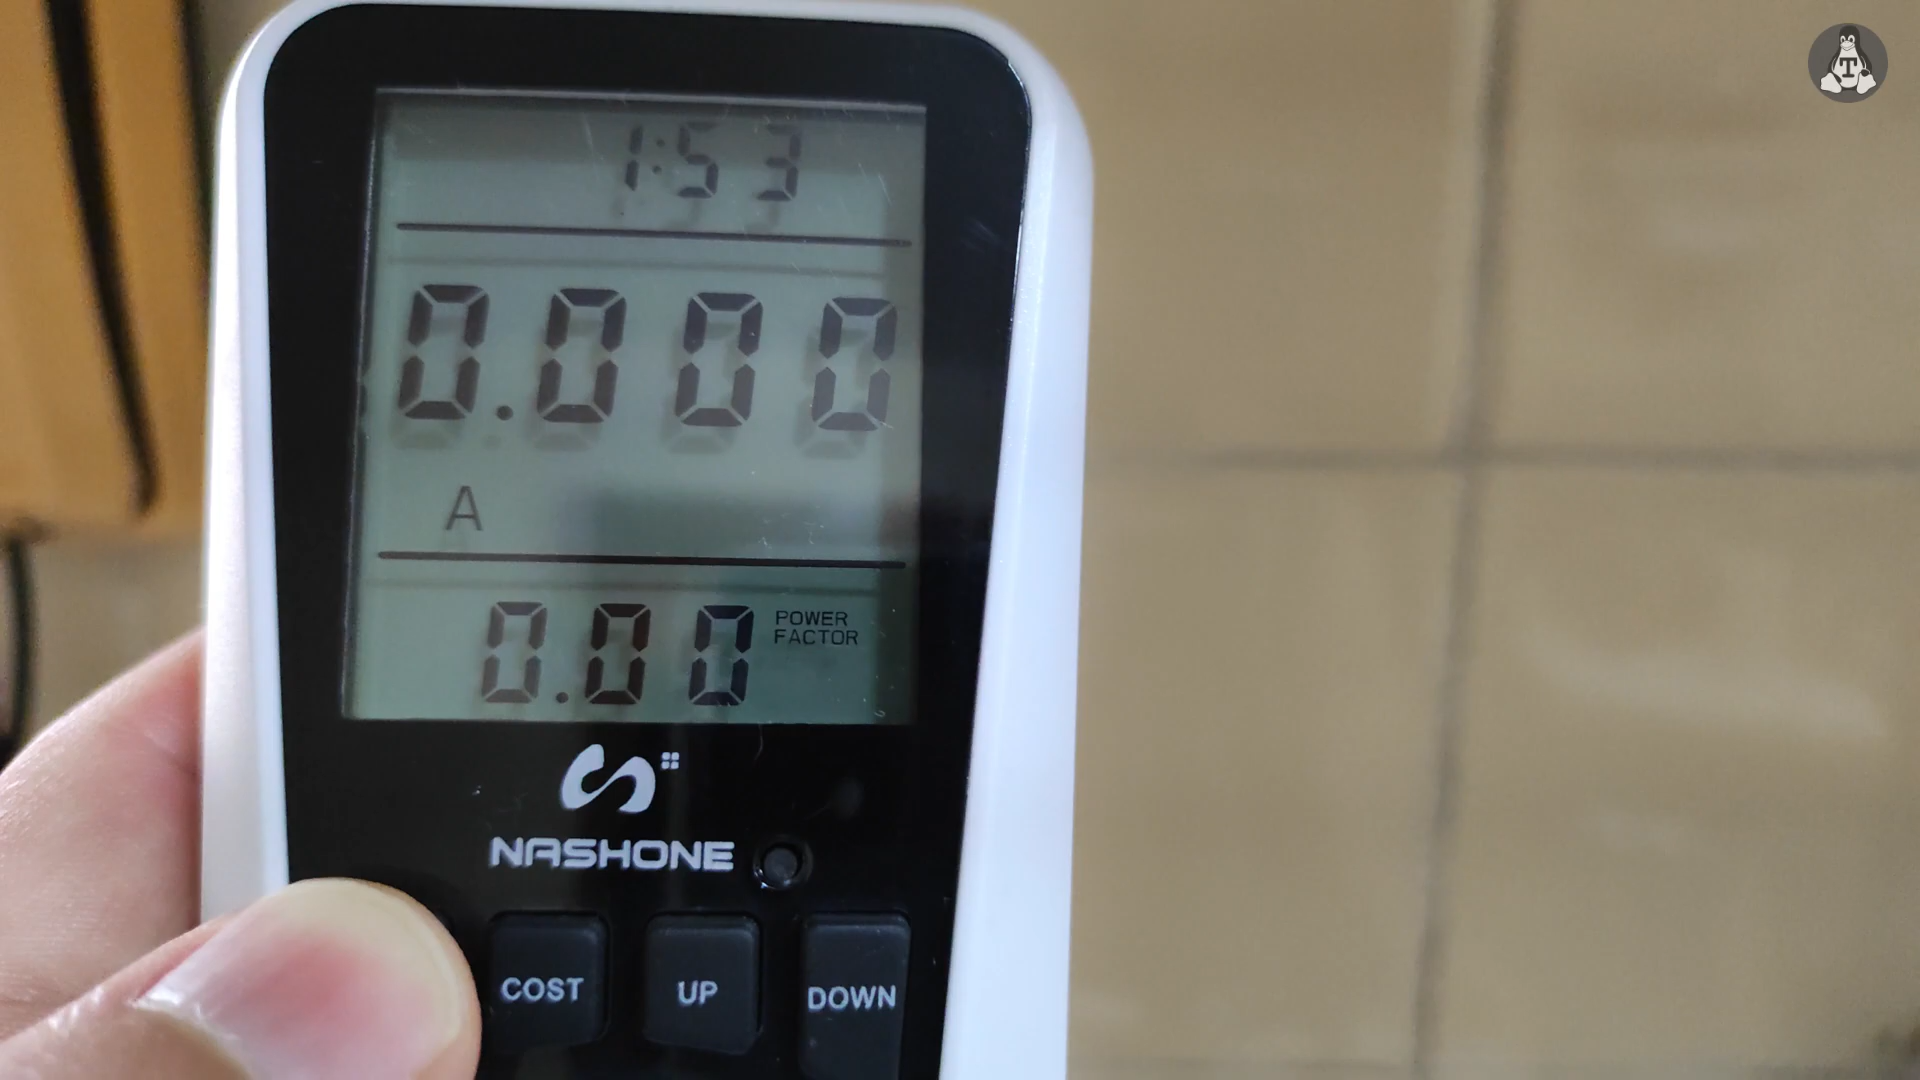 1:53
0.000
A
0.00 POWER
FACTOR
NASHONE
COST UP DOWN
T